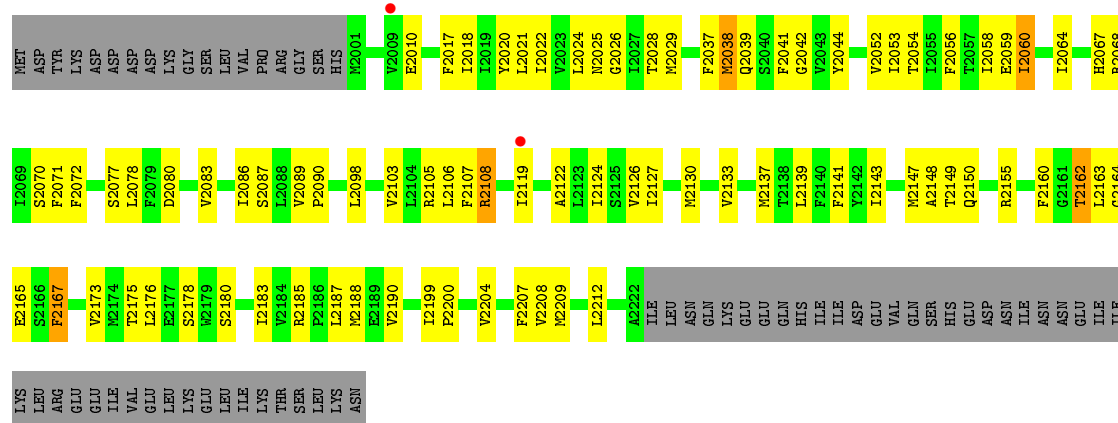 MET ASP TYR LYS ASP ASP ASP ASP LYS GLY SER LEU VAL PRO ARG GLY SER HIS M2001 V2009 E2010 F2017 I2018 I2019 Y2020 L2021 I2022 V2023 L2024 N2025 G2026 I2027 T2028 M2029 F2037 M2038 Q2039 S2040 F2041 G2042 V2043 Y2044 V2052 I2053 T2054 I2055 F2056 T2057 I2058 E2059 I2060 I2064 H2067 R2068
I2069 S2070 F2071 F2072 S2077 L2078 F2079 D2080 V2083 I2086 S2087 L2088 V2089 P2090 L2098 V2103 L2104 R2105 L2106 F2107 R2108 I2119 A2122 L2123 I2124 S2125 V2126 I2127 M2130 V2133 M2137 T2138 L2139 F2140 F2141 Y2142 I2143 M2147 A2148 T2149 Q2150 R2155 F2160 G2161 T2162 L2163 G2164
E2165 S2166 F2167 V2173 M2174 T2175 L2176 E2177 S2178 W2179 S2180 I2183 V2184 R2185 P2186 L2187 M2188 E2189 V2190 I2199 P2200 V2204 F2207 V2208 M2209 L2212 A2222 ILE LEU ASN GLN LYS GLU GLU GLN HIS ILE ILE ASP GLU VAL GLN SER HIS GLU ASP ASN ILE ASN ASN GLU ILE ILE
LYS LEU ARG GLU GLU ILE VAL GLU LEU LYS GLU LEU ILE LYS THR SER LEU LYS ASN